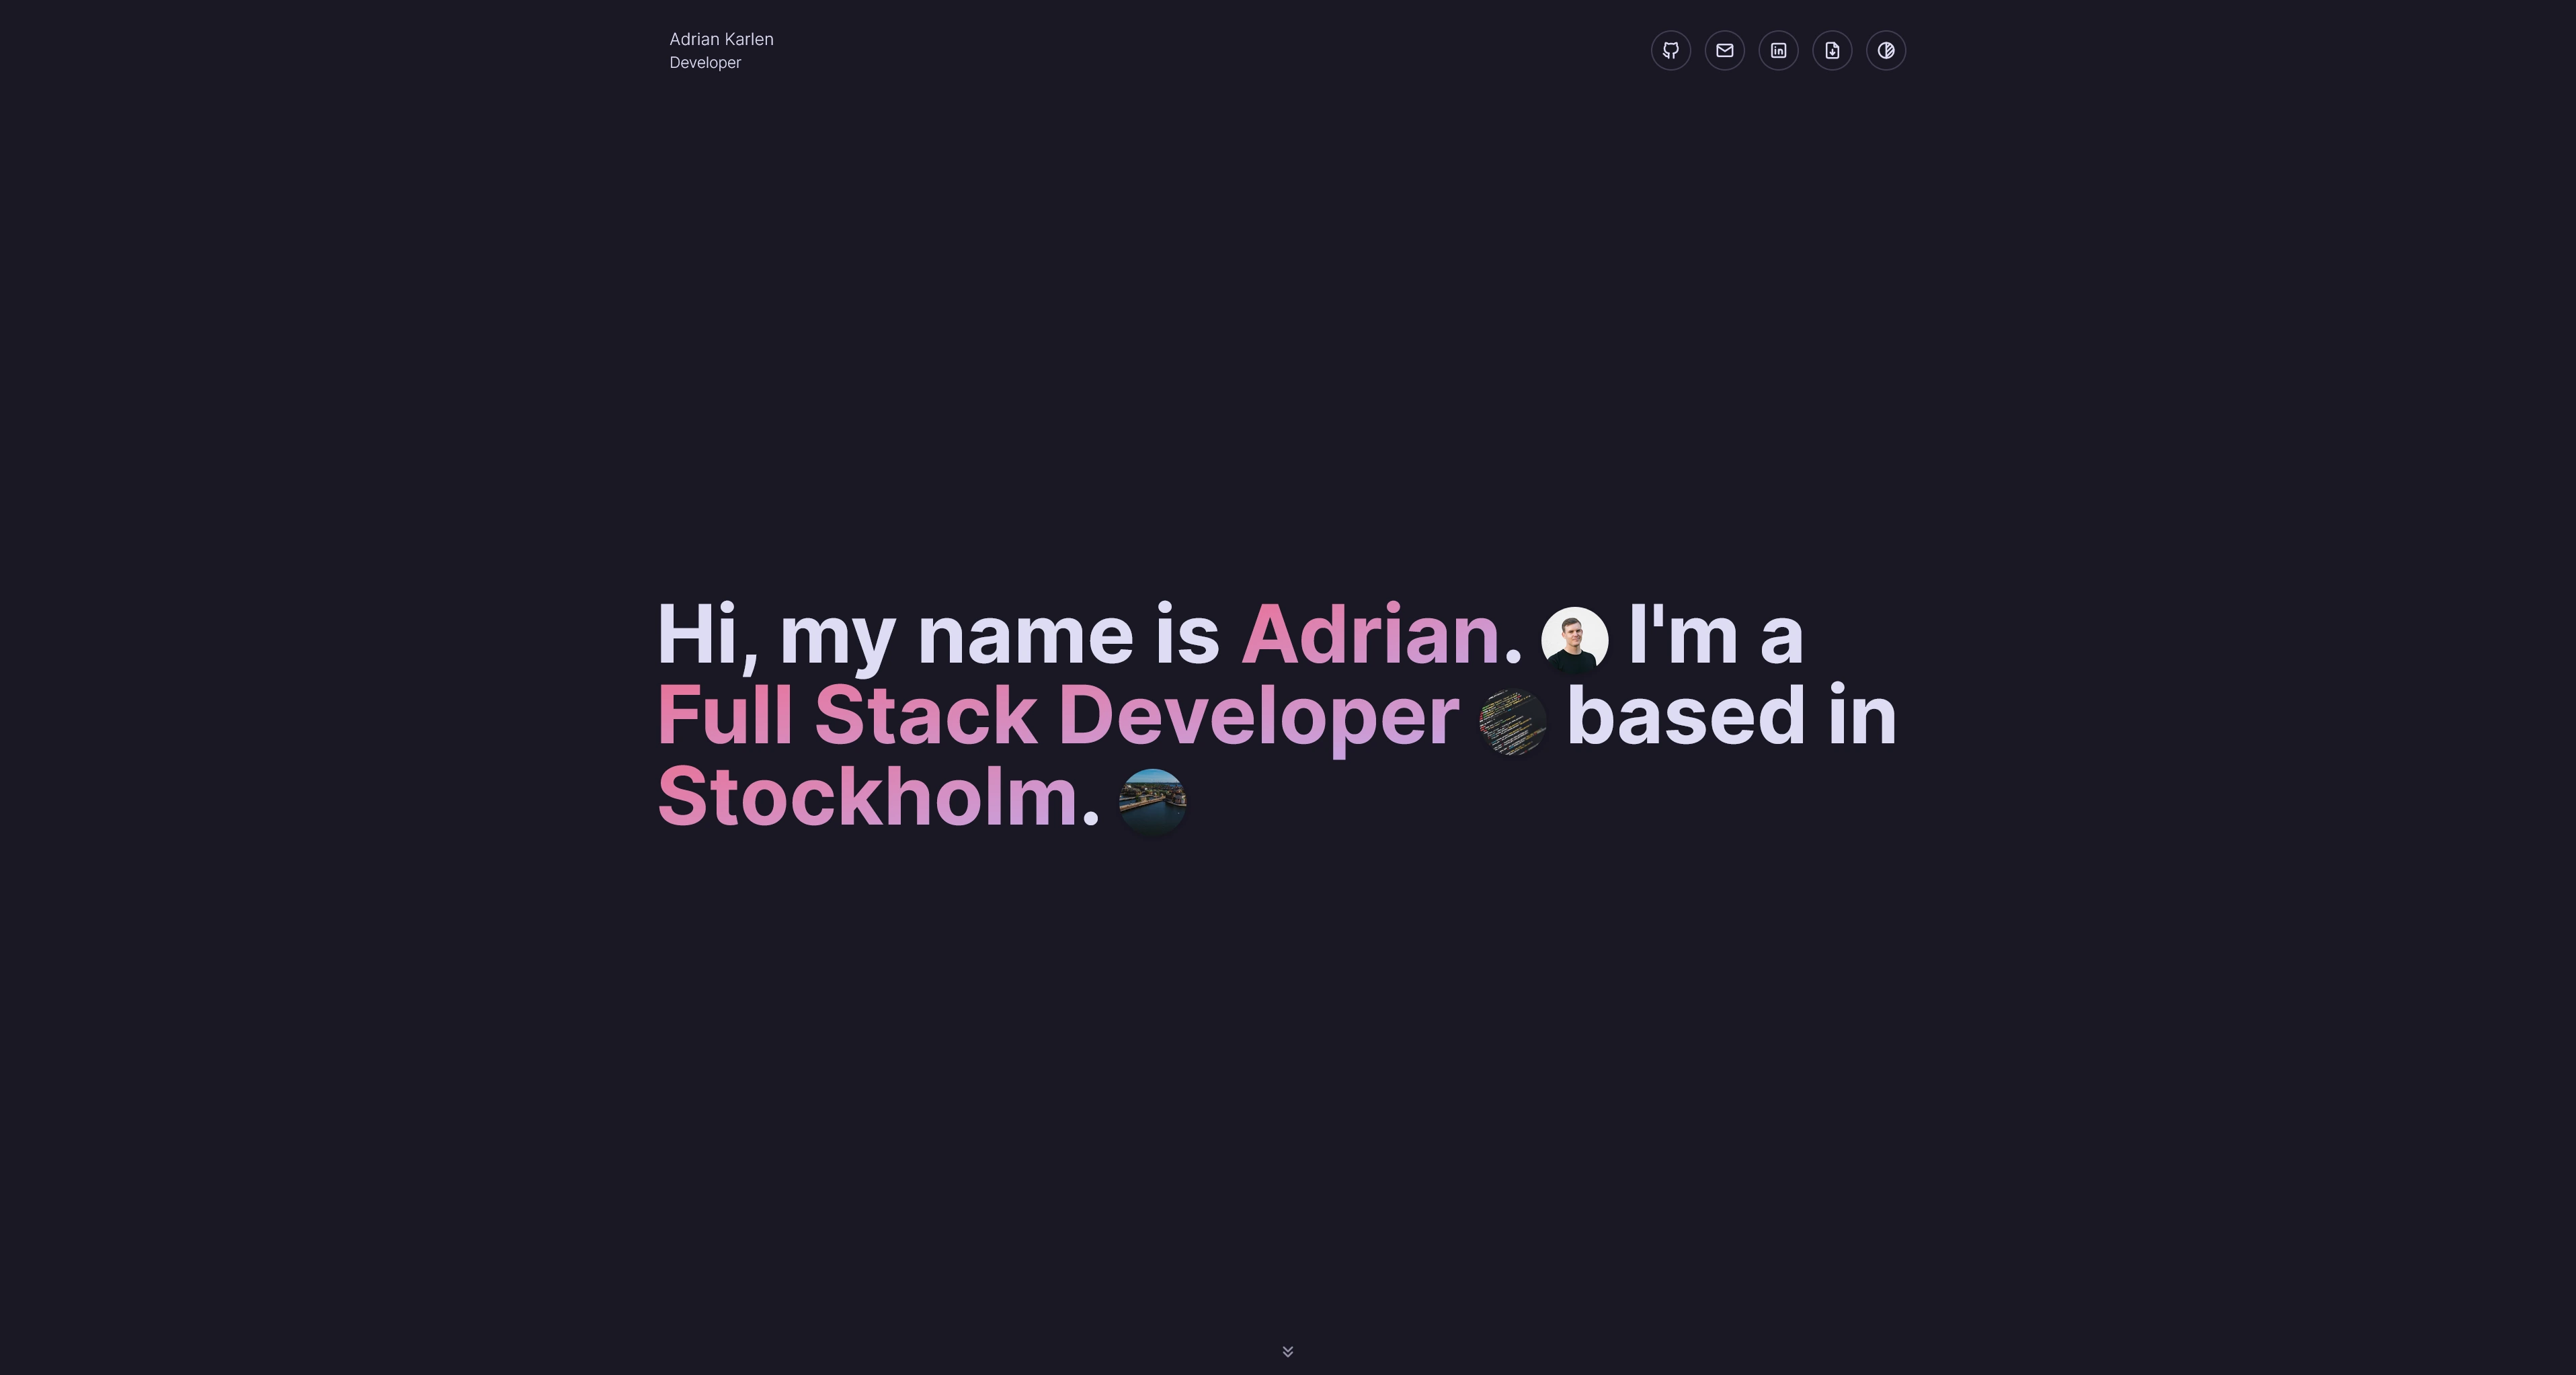 Adrian Karlen
Developer
Hi, my name is Adrian. I'm a
Full Stack Developer based in
Stockholm.